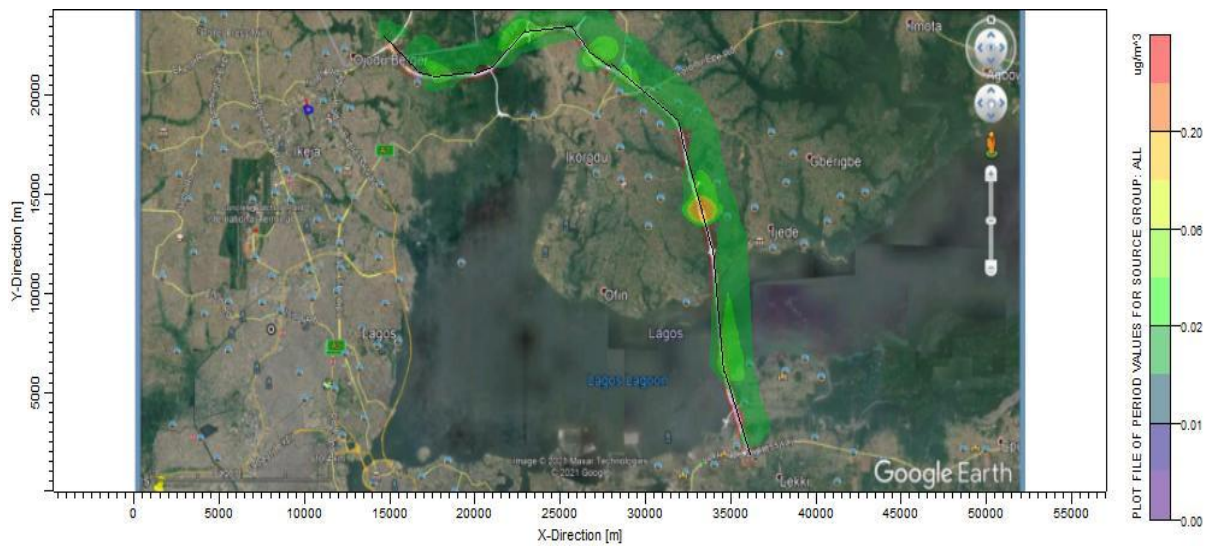 Imota
Ojodu Berger
Agbow
Ikeja
A1
Ikorodu
Gberigbe
Ijede
Ofin
Lagos
Lagos
Lagos Lagoon
Image © 2021 Maxar Technologies
© 2021 Google
Google Earth
Lekki
Y-Direction [m]
5000
10000
15000
20000
0
5000
10000
15000
20000
25000
30000
35000
40000
45000
50000
55000
X-Direction [m]
PLOT FILE OF PERIOD VALUES FOR SOURCE GROUP: ALL
ug/m^3
0.20
0.06
0.02
0.01
0.00